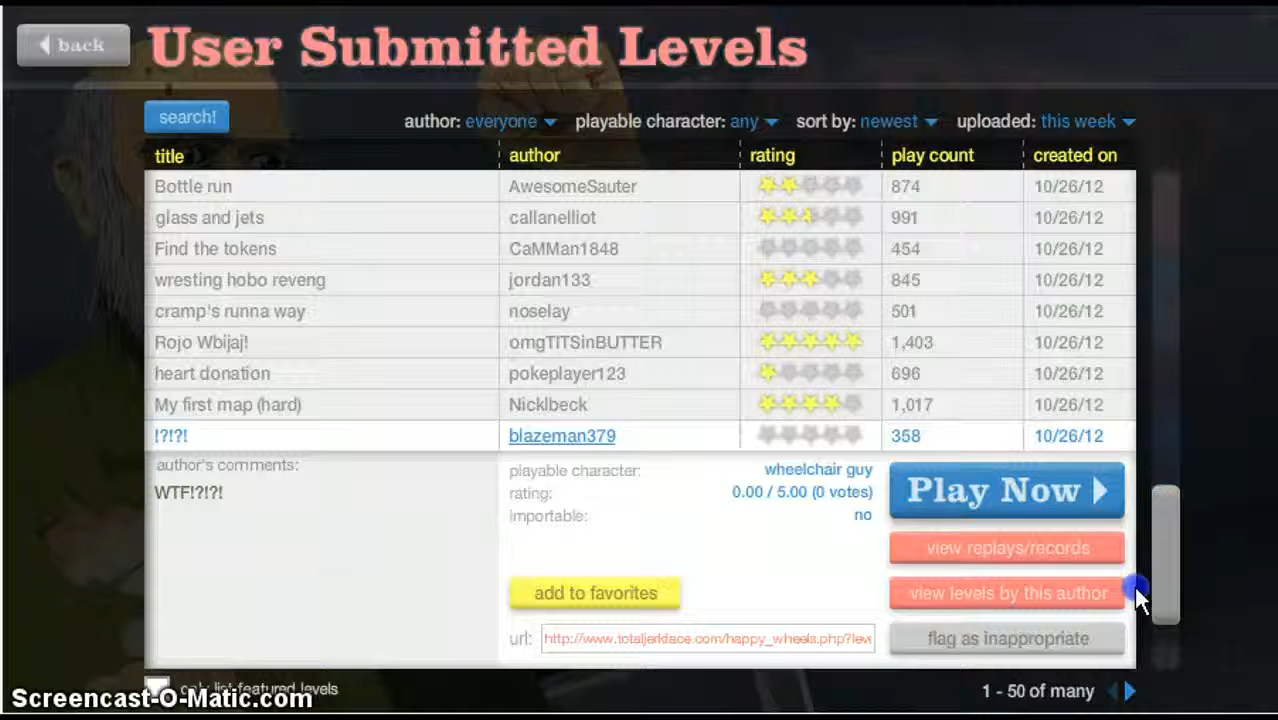 back
User Submitted Levels
search!
author: everyone playable character: any sort by: newest uploaded: this week
title author rating play count created on
Bottle run AwesomeSauter 874 10/26/12
glass and jets callanelliot 991 10/26/12
Find the tokens CaMMan1848 454 10/26/12
wresting hobo reveng jordan133 845 10/26/12
cramp's runna way noselay 501 10/26/12
Rojo Wbijaj! omgTITSinBUTTER 1,403 10/26/12
heart donation pokeplayer123 696 10/26/12
My first map (hard) Nicklbeck 1,017 10/26/12
!?!?! blazeman379 358 10/26/12
author's comments:
WTF!?!?!
playable character: wheelchair guy
rating: 0.00 / 5.00 (0 votes)
importable: no
Play Now
view replays/records
add to favorites
view levels by this author
url: http://www.totaljerkface.com/happy_wheels.php?leve
flag as inappropriate
only list featured levels
1 - 50 of many
Screencast-O-Matic.com